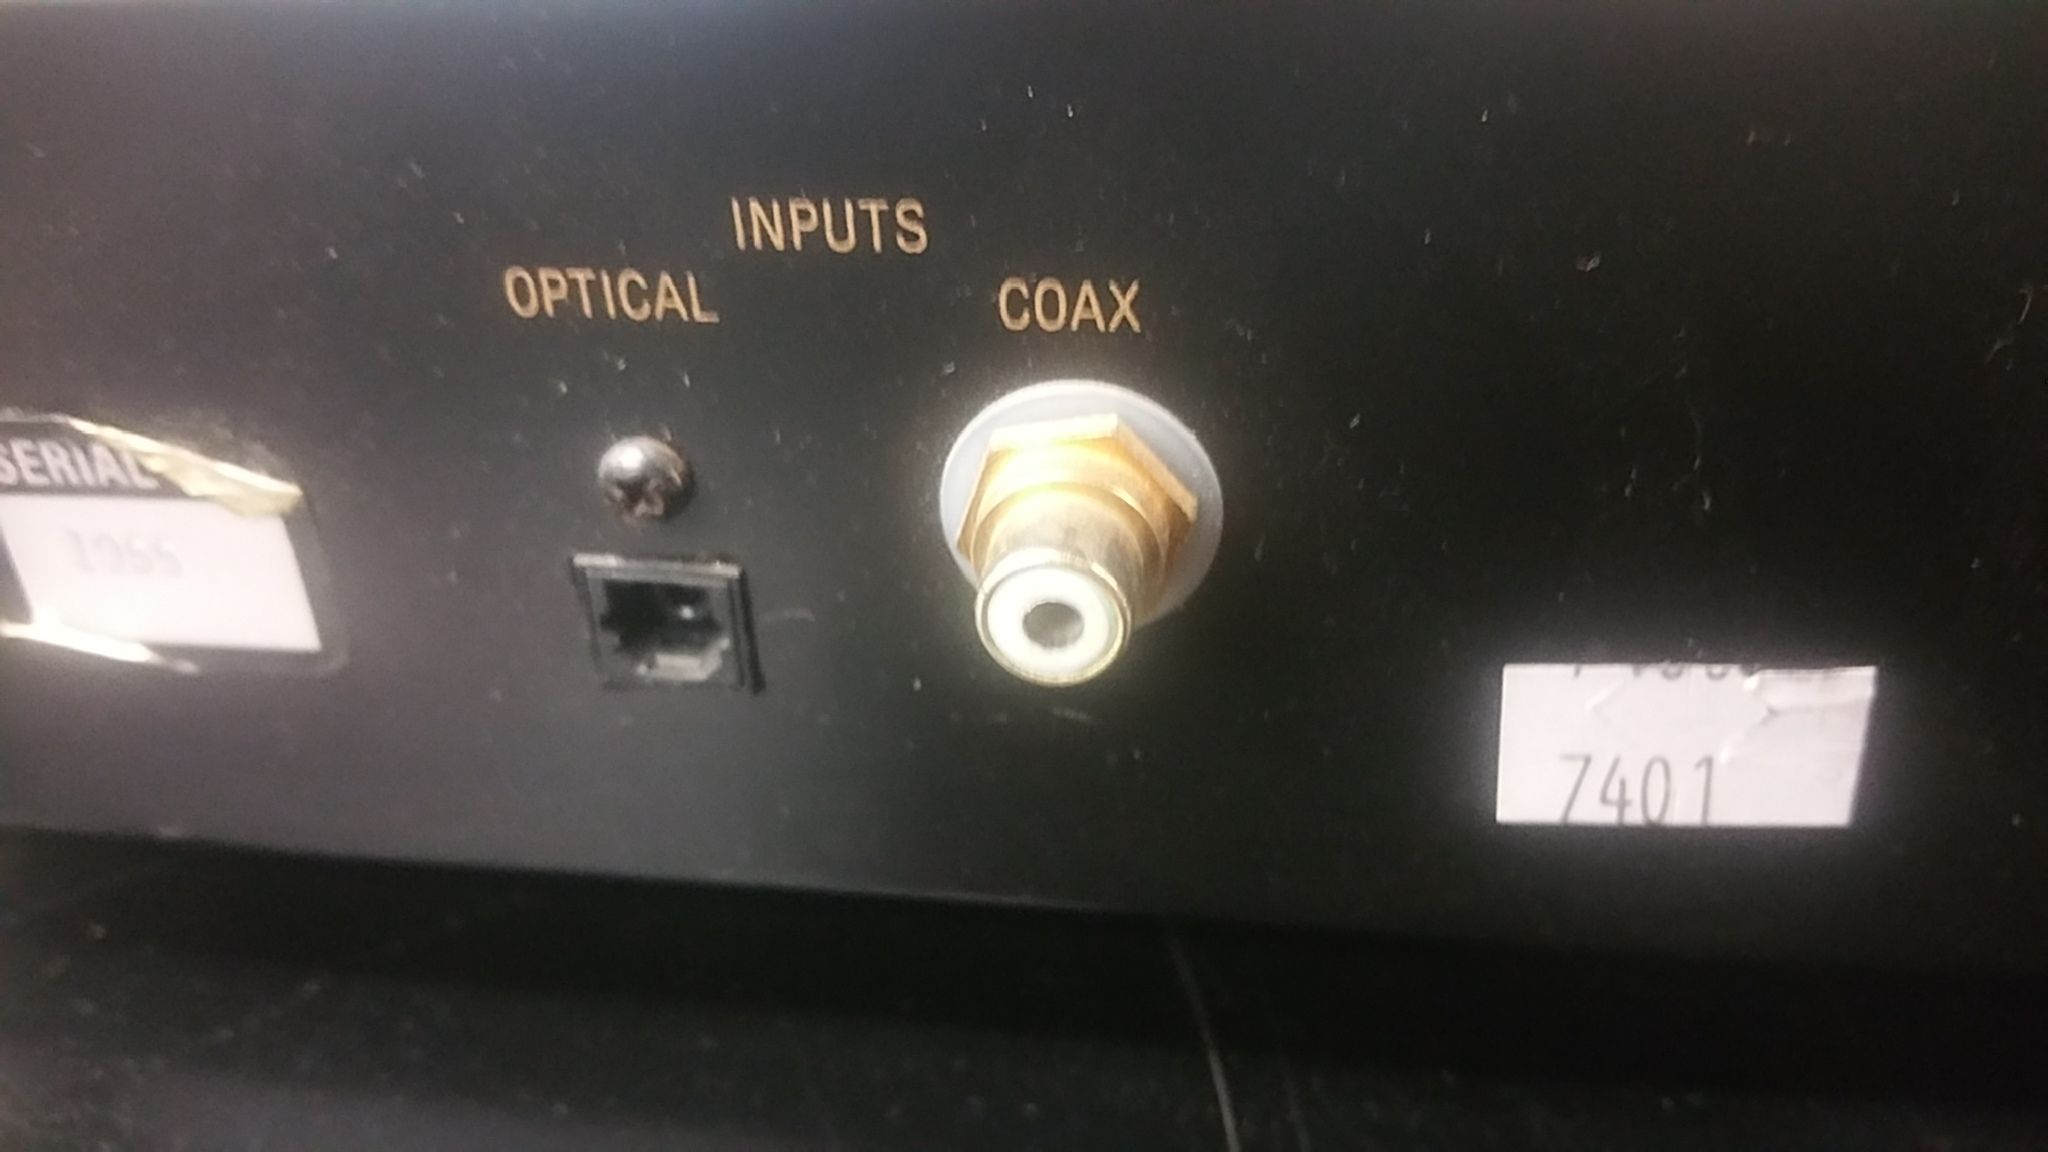 INPUTS
OPTICAL
COAX
SERIAL
7401